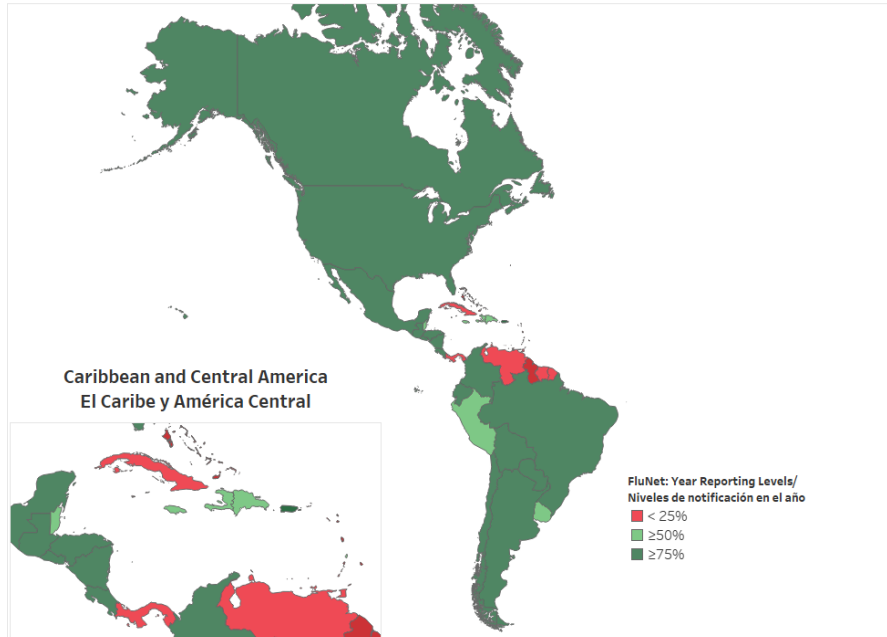 Caribbean and Central America
El Caribe y América Central
FluNet: Year Reporting Levels/
Niveles de notificación en el año
< 25%
≥50%
≥75%